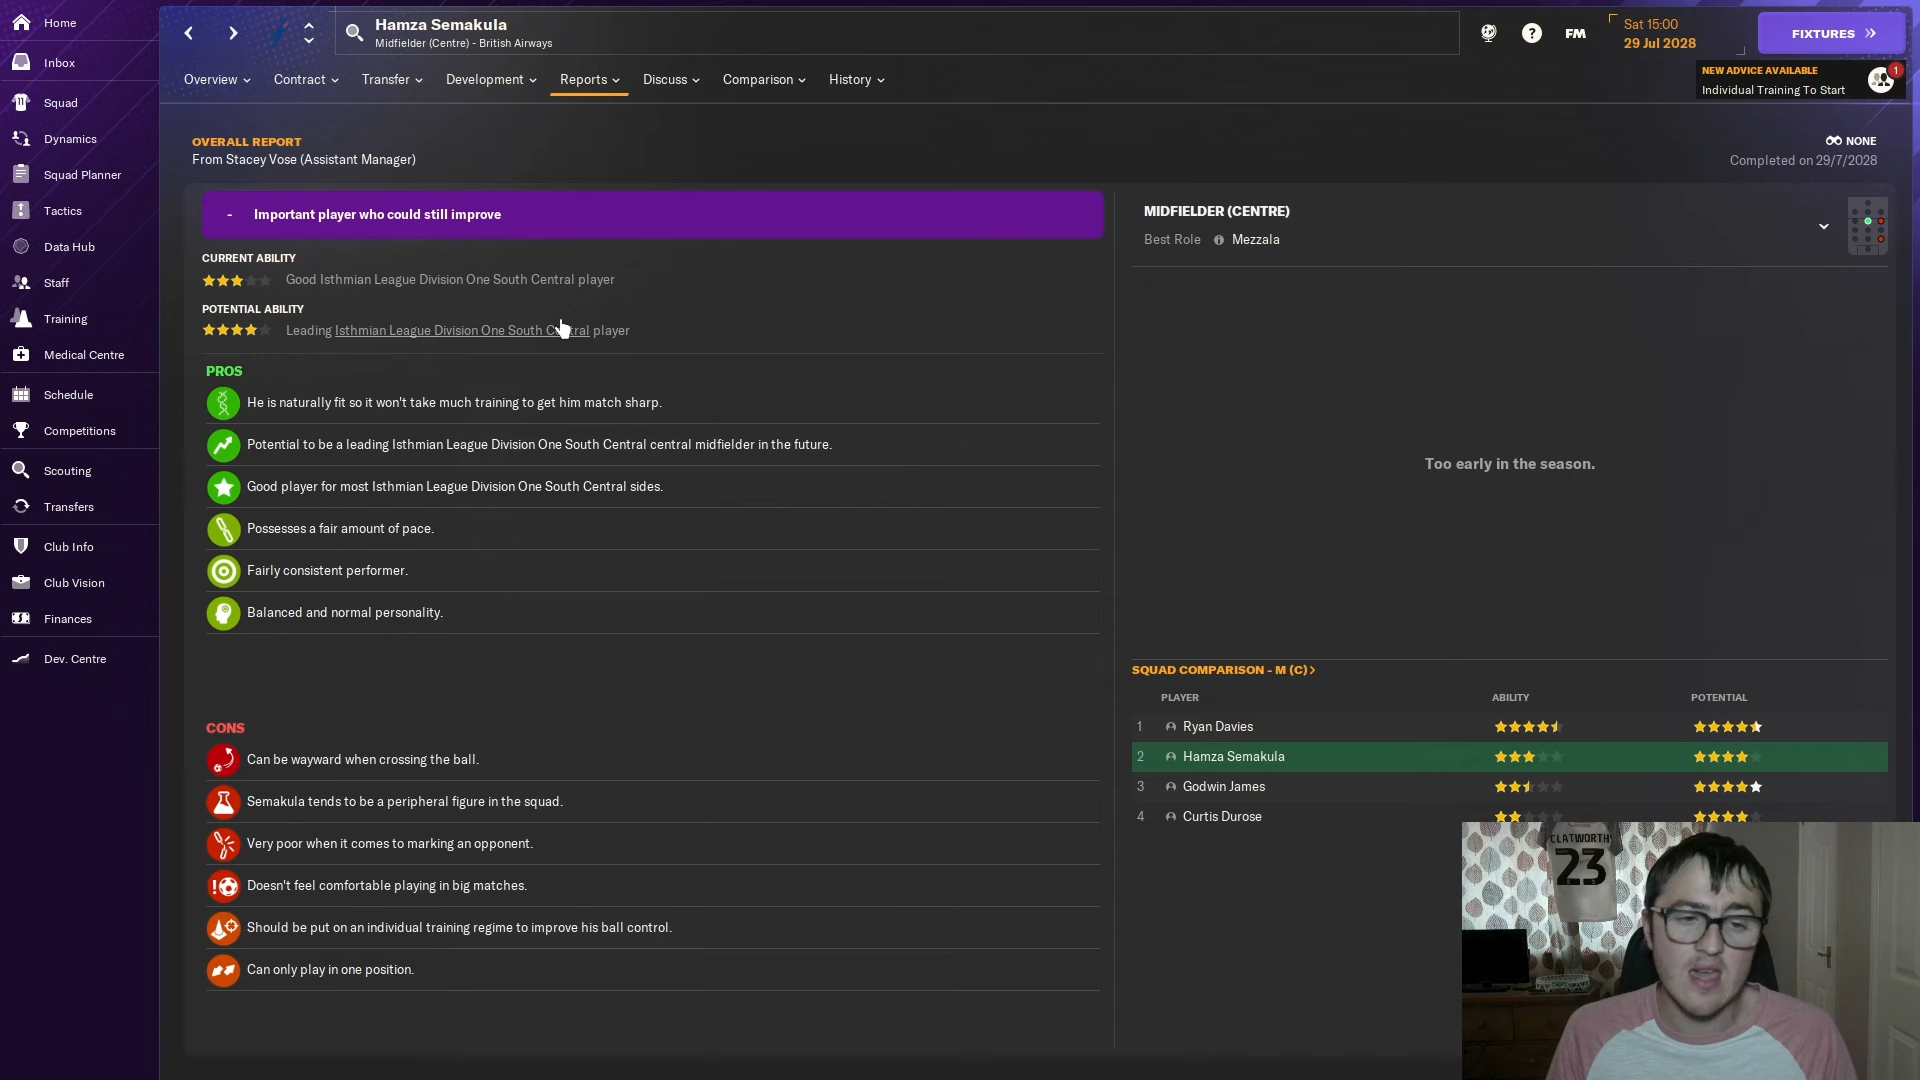 Home
Inbox
Squad
Dynamics
Squad Planner
Tactics
Data Hub
Staff
Training
Medical Centre
Schedule
Competitions
Scouting
Transfers
Club Info
Club Vision
Finances
Dev. Centre
Hamza Semakula
Midfielder (Centre) - British Airways
?
FM
Sat 15:00
29 Jul 2028
FIXTURES
Overview
Contract
Transfer
Development
Reports
Discuss
Comparison
History
NEW ADVICE AVAILABLE
Individual Training To Start
1
OVERALL REPORT
From Stacey Vose (Assistant Manager)
NONE
Completed on 29/7/2028
- Important player who could still improve
CURRENT ABILITY
Good Isthmian League Division One South Central player
POTENTIAL ABILITY
Leading Isthmian League Division One South Central player
PROS
He is naturally fit so it won't take much training to get him match sharp.
Potential to be a leading Isthmian League Division One South Central central midfielder in the future.
Good player for most Isthmian League Division One South Central sides.
Possesses a fair amount of pace.
Fairly consistent performer.
Balanced and normal personality.
CONS
Can be wayward when crossing the ball.
Semakula tends to be a peripheral figure in the squad.
Very poor when it comes to marking an opponent.
Doesn't feel comfortable playing in big matches.
Should be put on an individual training regime to improve his ball control.
Can only play in one position.
MIDFIELDER (CENTRE)
Best Role Mezzala
Too early in the season.
SQUAD COMPARISON - M (C) >
PLAYER ABILITY POTENTIAL
1 Ryan Davies
2 Hamza Semakula
3 Godwin James
4 Curtis Durose
CLATWORTHY
23